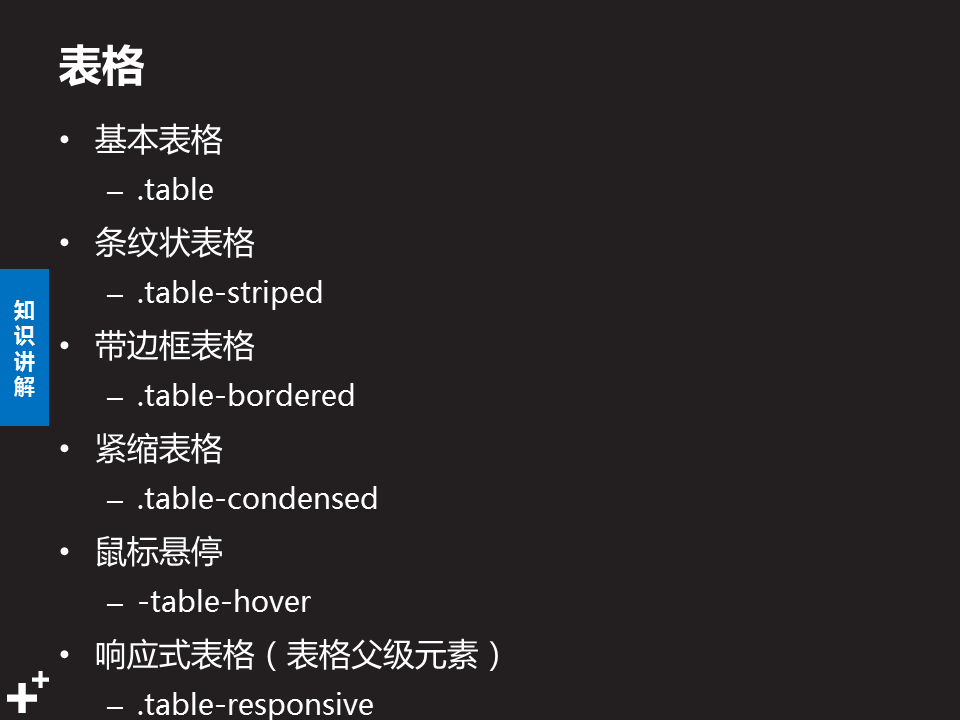 表格
• 基本表格
– .table
• 条纹状表格
– .table-striped
• 带边框表格
– .table-bordered
• 紧缩表格
– .table-condensed
• 鼠标悬停
– -table-hover
• 响应式表格（表格父级元素）
– .table-responsive
知
识
讲
解